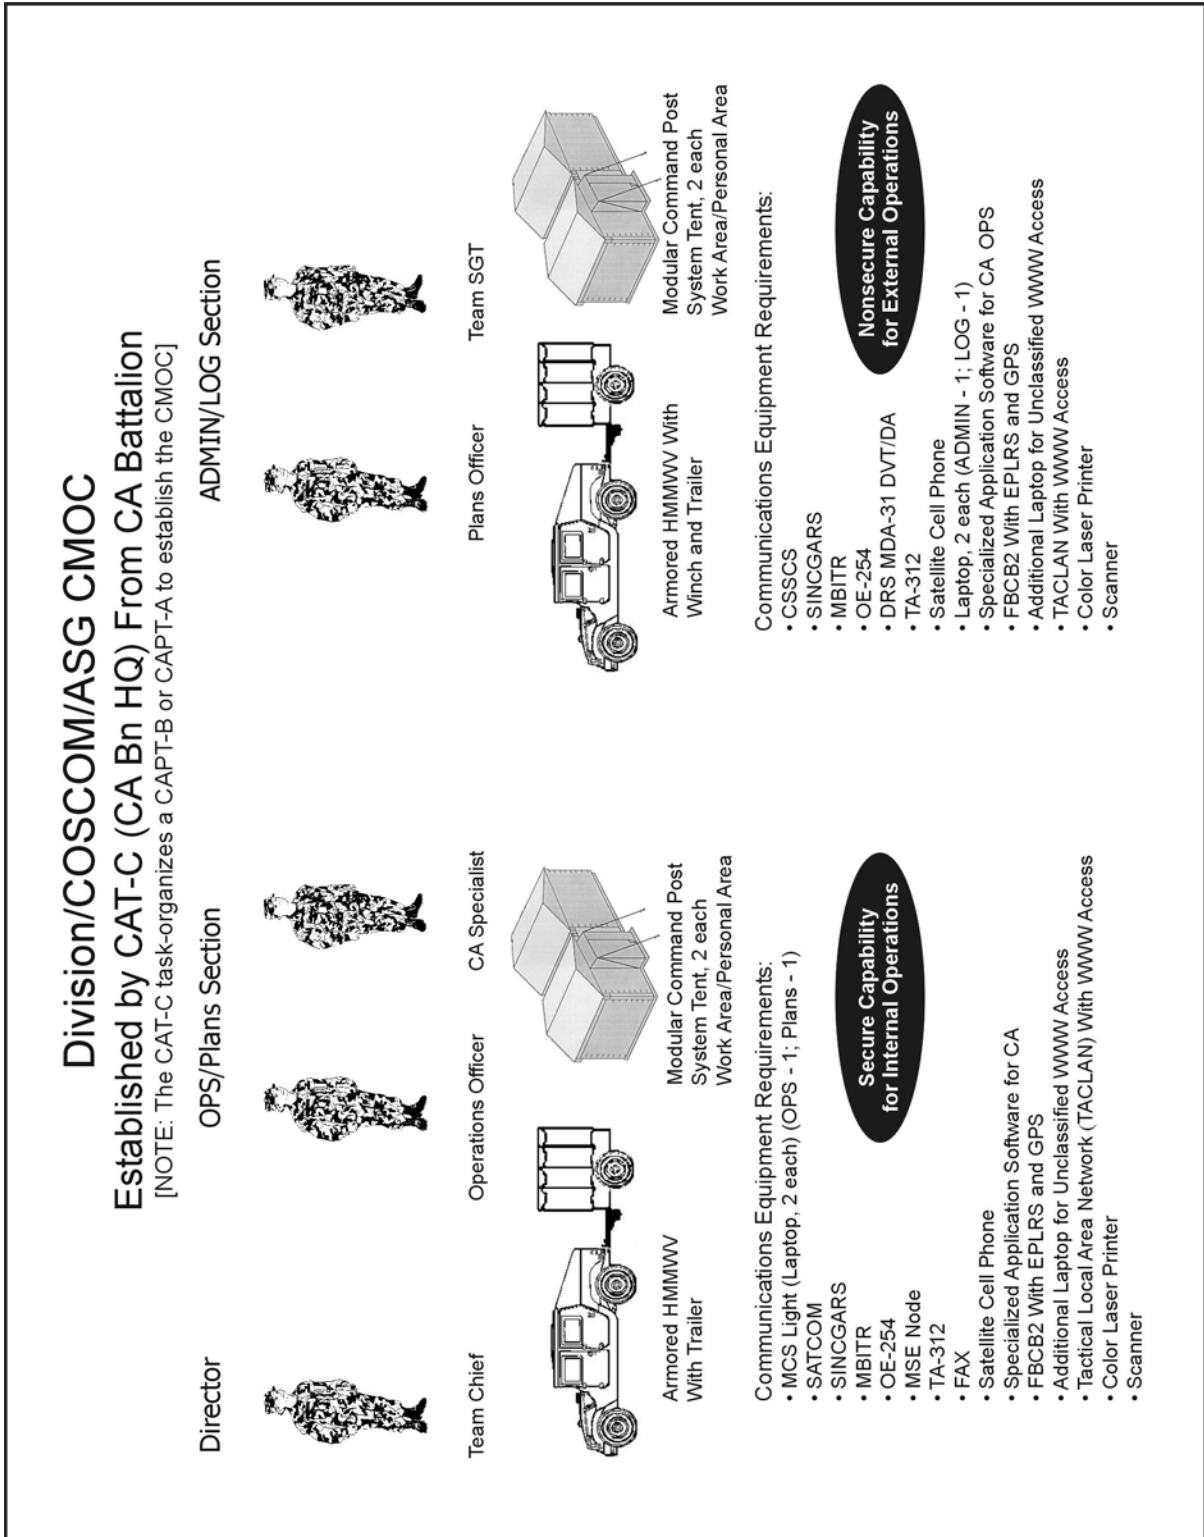 Division/COSCOM/ASG CMOC
Established by CAT-C (CA Bn HQ) From CA Battalion
[NOTE: The CAT-C task-organizes a CAPT-B or CAPT-A to establish the CMOC]
Director
OPS/Plans Section
ADMIN/LOG Section
Team Chief
Operations Officer
CA Specialist
Plans Officer
Team SGT
Armored HMMWV
With Trailer
Modular Command Post
System Tent, 2 each
Work Area/Personal Area
Armored HMMWV With
Winch and Trailer
Modular Command Post
System Tent, 2 each
Work Area/Personal Area
Communications Equipment Requirements:
• MCS Light (Laptop, 2 each) (OPS - 1; Plans - 1)
• SATCOM
• SINCGARS
• MBITR
• OE-254
• MSE Node
• TA-312
• FAX
• Satellite Cell Phone
• Specialized Application Software for CA
• FBCB2 With EPLRS and GPS
• Additional Laptop for Unclassified WWW Access
• Tactical Local Area Network (TACLAN) With WWW Access
• Color Laser Printer
• Scanner
Secure Capability
for Internal Operations
Communications Equipment Requirements:
• CSSCS
• SINCGARS
• MBITR
• OE-254
• DRS MDA-31 DVT/DA
• TA-312
• Satellite Cell Phone
• Laptop, 2 each (ADMIN - 1; LOG - 1)
• Specialized Application Software for CA OPS
• FBCB2 With EPLRS and GPS
• Additional Laptop for Unclassified WWW Access
• TACLAN With WWW Access
• Color Laser Printer
• Scanner
Nonsecure Capability
for External Operations